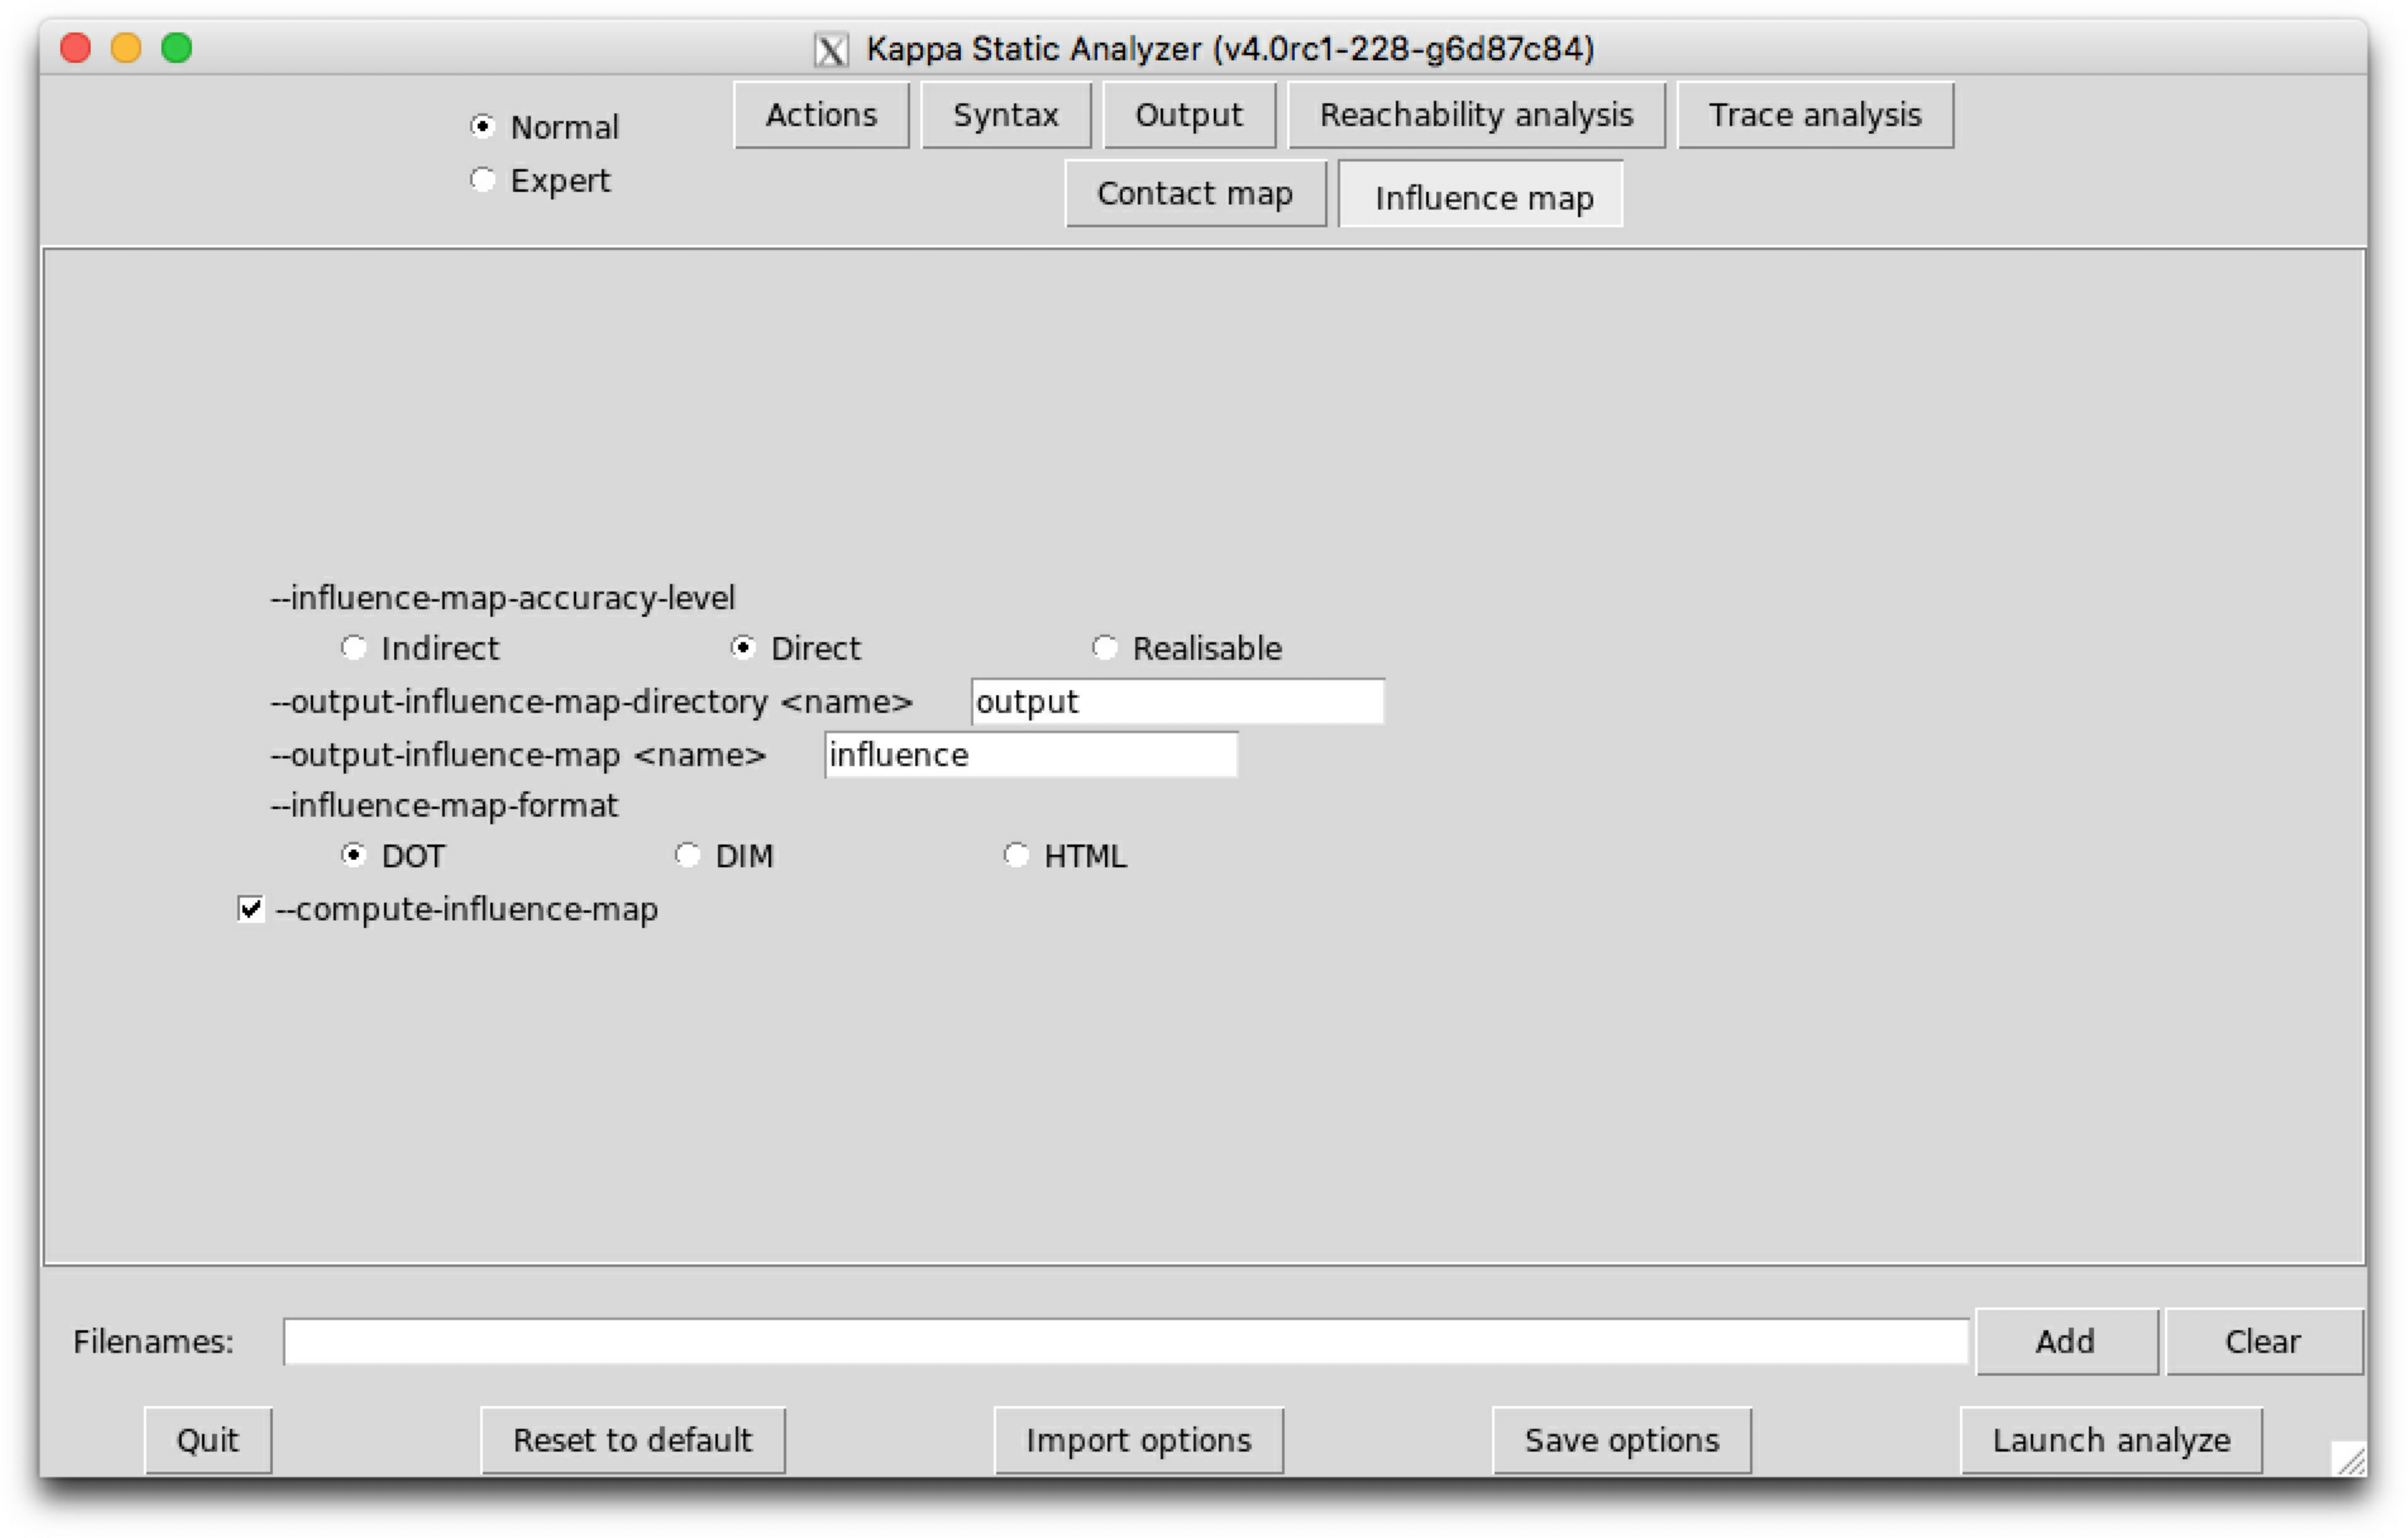 Kappa Static Analyzer (v4.0rc1-228-g6d87c84)
Normal
Expert
Actions Syntax Output Reachability analysis Trace analysis
Contact map Influence map
--influence-map-accuracy-level
Indirect Direct Realisable
--output-influence-map-directory <name> output
--output-influence-map <name> influence
--influence-map-format
DOT DIM HTML
--compute-influence-map
Filenames: Add Clear
Quit Reset to default Import options Save options Launch analyze